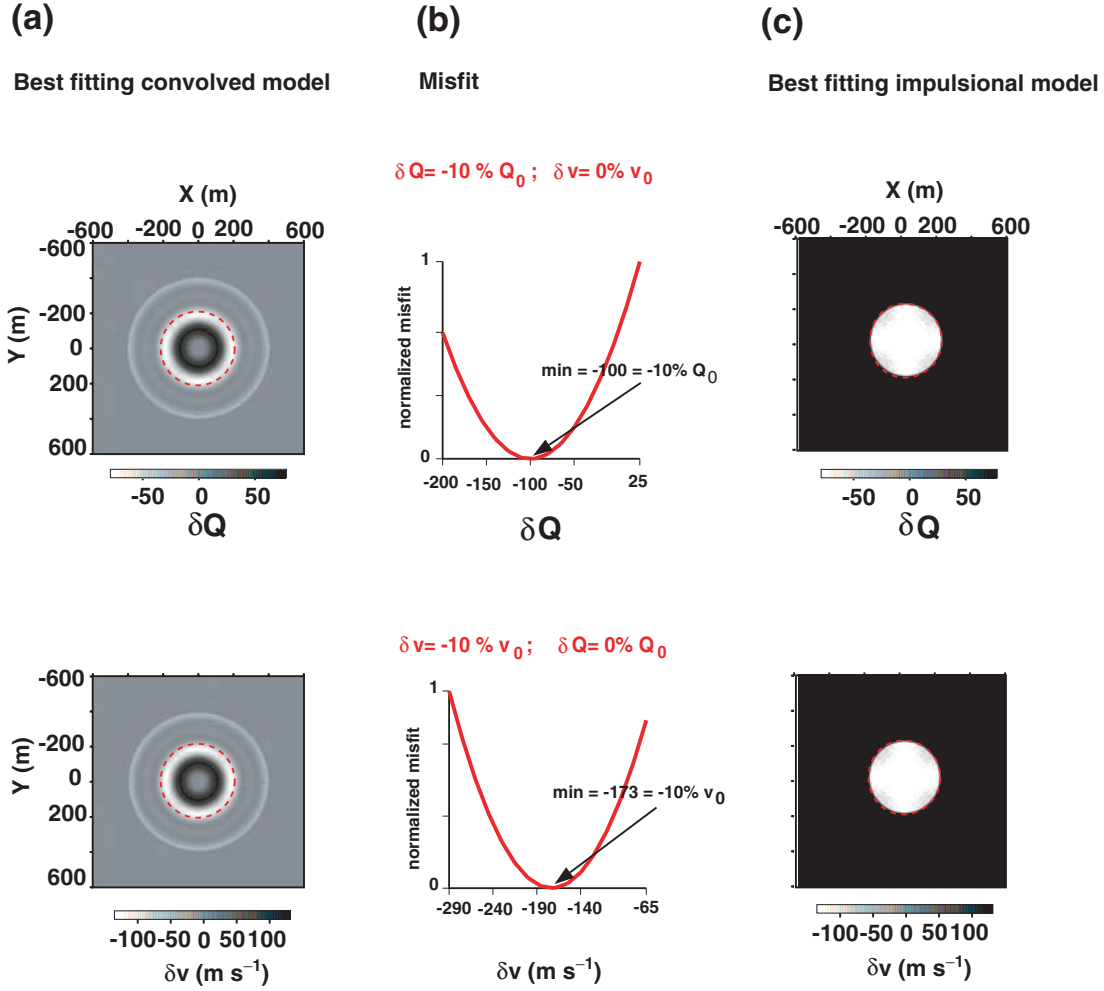 (a) (b) (c)
Best fitting convolved model Misfit Best fitting impulsional model
δQ= -10 % Q0 ; δv= 0% v0
X (m) X (m)
-600 -200 0 200 600 -600 -200 0 200 600
-600
-200
0
200
600
Y (m)
1
normalized misfit
min = -100 = -10% Q0
0
-200 -150 -100 -50 25
-50 0 50 -50 0 50
δQ δQ δQ
δv= -10 % v0 ; δQ= 0% Q0
-600
-200
0
200
600
Y (m)
1
normalized misfit
min = -173 = -10% v0
0
-290 -240 -190 -140 -65
-100 -50 0 50 100 -100 -50 0 50 100
δv (m s−1) δv (m s−1) δv (m s−1)